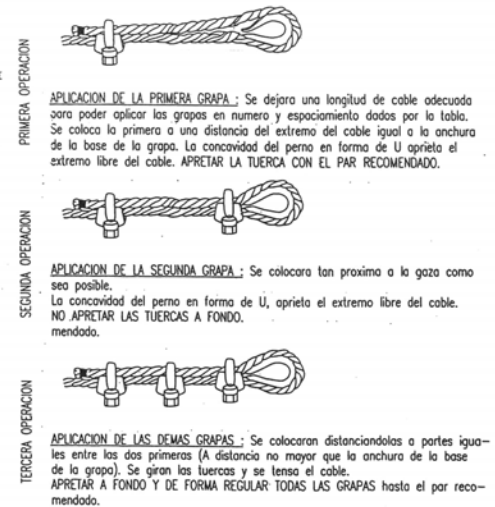 PRIMERA OPERACION
APLICACION DE LA PRIMERA GRAPA : Se dejara una longitud de cable adecuada
para poder aplicar las grapas en numero y espaciamiento dados por la tabla.
Se coloca la primera a una distancia del extremo del cable igual a la anchura
de la base de la grapa. La concavidad del perno en forma de U aprieta el
extremo libre del cable. APRETAR LA TUERCA CON EL PAR RECOMENDADO.
SEGUNDA OPERACION
APLICACION DE LA SEGUNDA GRAPA : Se colocara tan proxima a la gaza como
sea posible.
La concavidad del perno en forma de U, aprieta el extremo libre del cable.
NO APRETAR LAS TUERCAS A FONDO.
mendado.
TERCERA OPERACION
APLICACION DE LAS DEMAS GRAPAS : Se colocaran distanciandolas a partes igua-
les entre las dos primeras (A distancia no mayor que la anchura de la base
de la grapa). Se giran las tuercas y se tensa el cable.
APRETAR A FONDO Y DE FORMA REGULAR TODAS LAS GRAPAS hasta el par reco-
mendado.